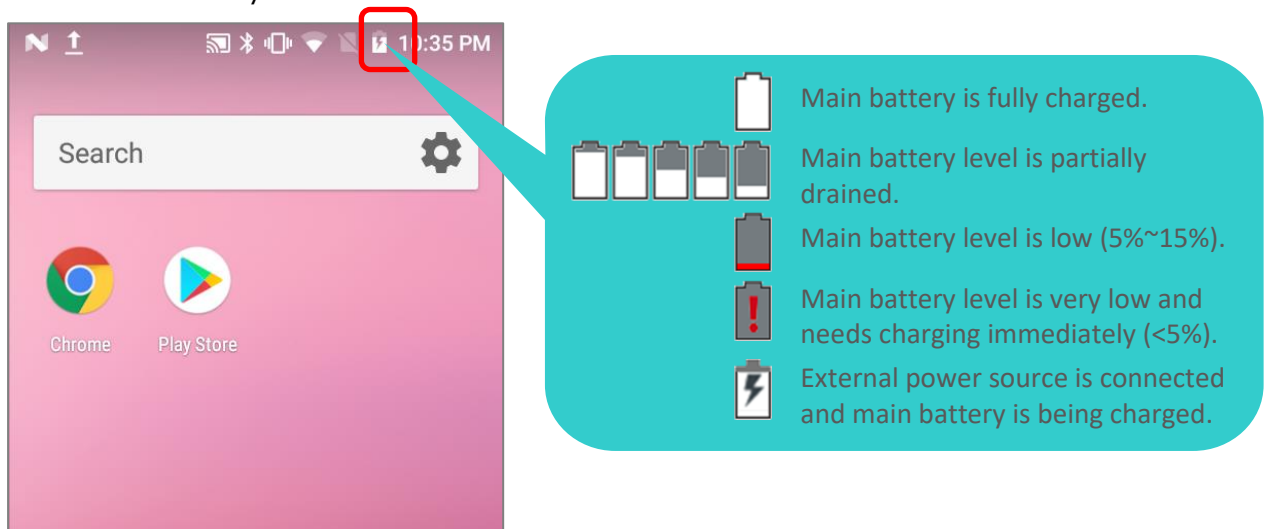 10:35 PM
Search
Chrome
Play Store
Main battery is fully charged.
Main battery level is partially
drained.
Main battery level is low (5%~15%).
Main battery level is very low and
needs charging immediately (<5%).
External power source is connected
and main battery is being charged.